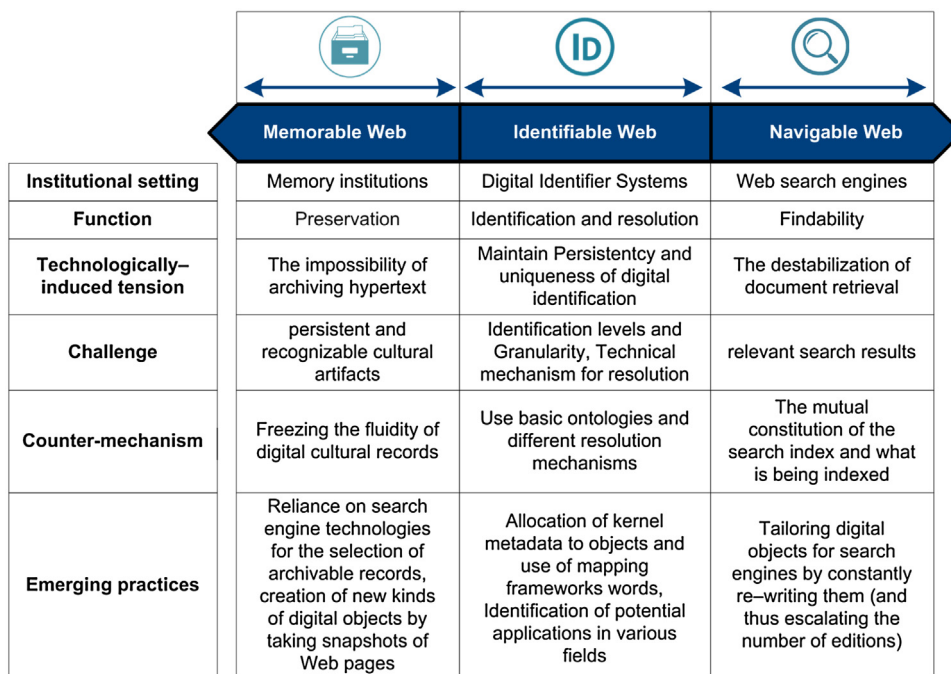 ID
Memorable Web
Identifiable Web
Navigable Web
Institutional setting
Memory institutions
Digital Identifier Systems
Web search engines
Function
Preservation
Identification and resolution
Findability
Technologically–
induced tension
The impossibility of
archiving hypertext
Maintain Persistentcy and
uniqueness of digital
identification
The destabilization of
document retrieval
Challenge
persistent and
recognizable cultural
artifacts
Identification levels and
Granularity, Technical
mechanism for resolution
relevant search results
Counter-mechanism
Freezing the fluidity of
digital cultural records
Use basic ontologies and
different resolution
mechanisms
The mutual
constitution of the
search index and what
is being indexed
Emerging practices
Reliance on search
engine technologies
for the selection of
archivable records,
creation of new kinds
of digital objects by
taking snapshots of
Web pages
Allocation of kernel
metadata to objects and
use of mapping
frameworks words,
Identification of potential
applications in various
fields
Tailoring digital
objects for search
engines by constantly
re–writing them (and
thus escalating the
number of editions)